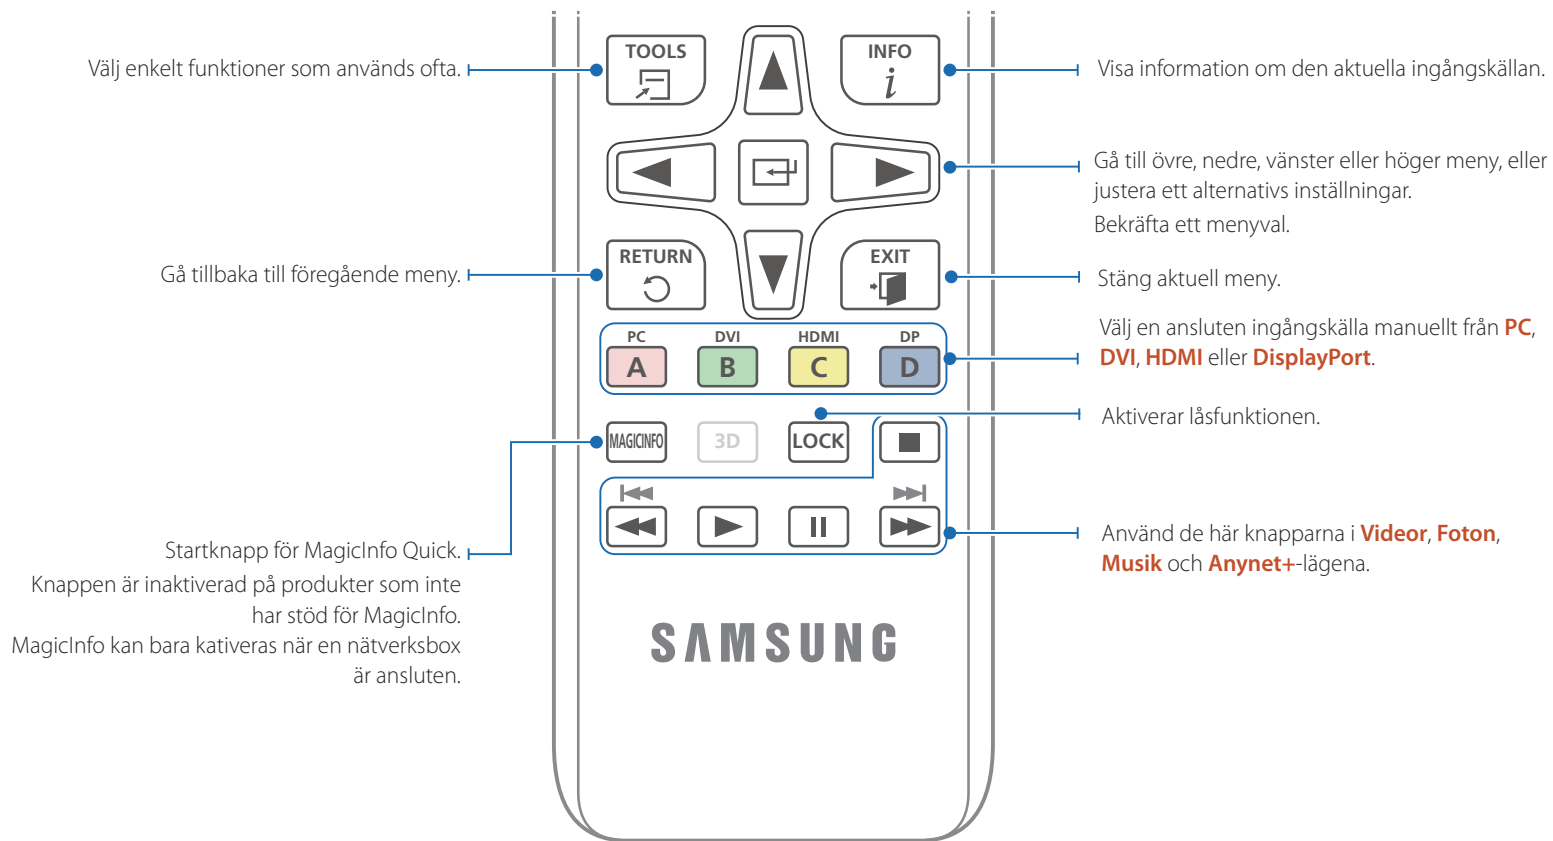 TOOLS
INFO
Välj enkelt funktioner som används ofta.
Visa information om den aktuella ingångskällan.
Gå till övre, nedre, vänster eller höger meny, eller
justera ett alternativs inställningar.
Bekräfta ett menyval.
RETURN
EXIT
Gå tillbaka till föregående meny.
Stäng aktuell meny.
PC
DVI
HDMI
DP
A
B
C
D
Välj en ansluten ingångskälla manuellt från PC,
DVI, HDMI eller DisplayPort.
Aktiverar låsfunktionen.
MAGICINFO
3D
LOCK
Startknapp för MagicInfo Quick.
Knappen är inaktiverad på produkter som inte
har stöd för MagicInfo.
MagicInfo kan bara kativeras när en nätverksbox
är ansluten.
Använd de här knapparna i Videor, Foton,
Musik och Anynet+-lägena.
SAMSUNG